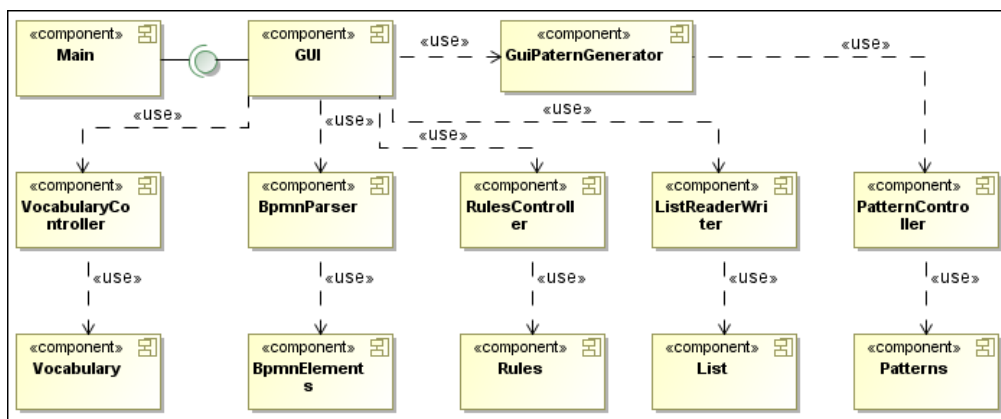 «component»
Main
«component»
GUI
«use»
«component»
GuiPaternGenerator
«use»
«use»
«use»
«use»
«use»
«component»
VocabularyCo
ntroller
«component»
BpmnParser
«component»
RulesControll
er
«component»
ListReaderWri
ter
«component»
PatternContro
ller
«use»
«use»
«use»
«use»
«use»
«component»
Vocabulary
«component»
BpmnElement
s
«component»
Rules
«component»
List
«component»
Patterns